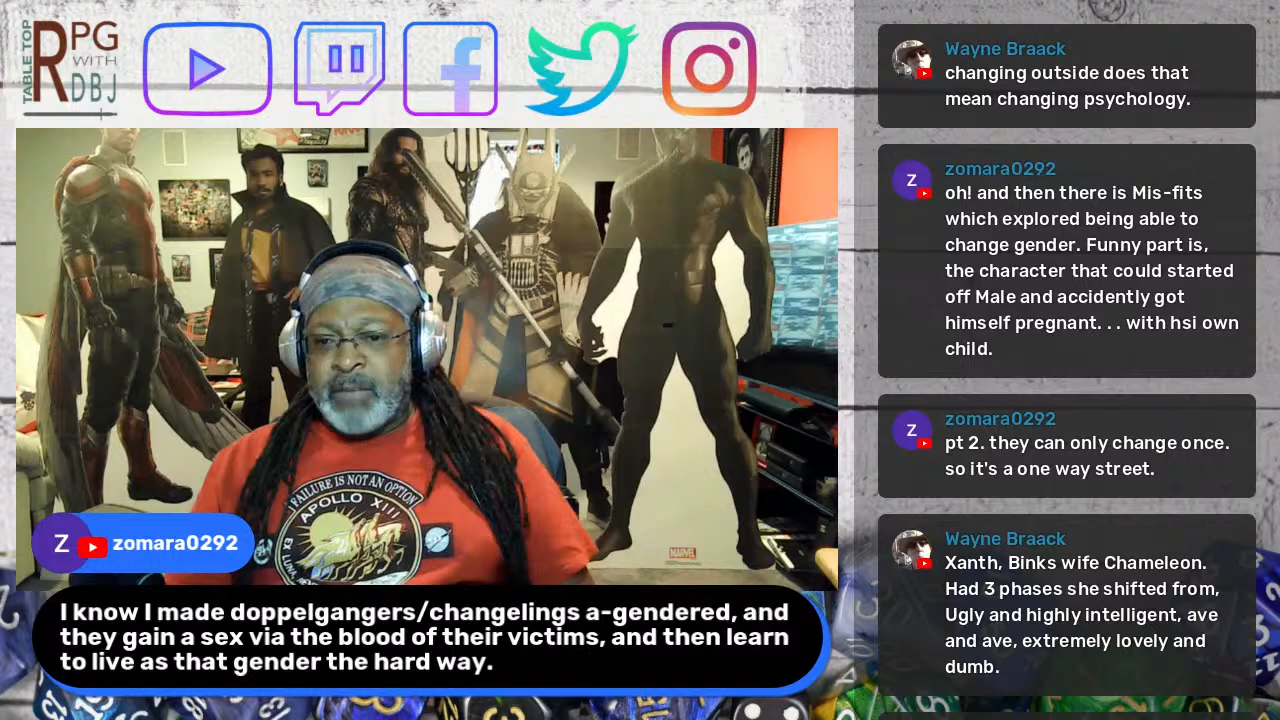 TABLE TOP
RPG
WITH
DBJ
Wayne Braack
changing outside does that
mean changing psychology.
Z
zomara0292
oh! and then there is Mis-fits
which explored being able to
change gender. Funny part is,
the character that could started
off Male and accidently got
himself pregnant. . . with hsi own
child.
Z
zomara0292
pt 2. they can only change once.
so it's a one way street.
Wayne Braack
Xanth, Binks wife Chameleon.
Had 3 phases she shifted from,
Ugly and highly intelligent, ave
and ave, extremely lovely and
dumb.
FAILURE IS NOT AN OPTION
APOLLO XIII
EX LUNA,
MARVEL
Z zomara0292
I know I made doppelgangers/changelings a-gendered, and
they gain a sex via the blood of their victims, and then learn
to live as that gender the hard way.